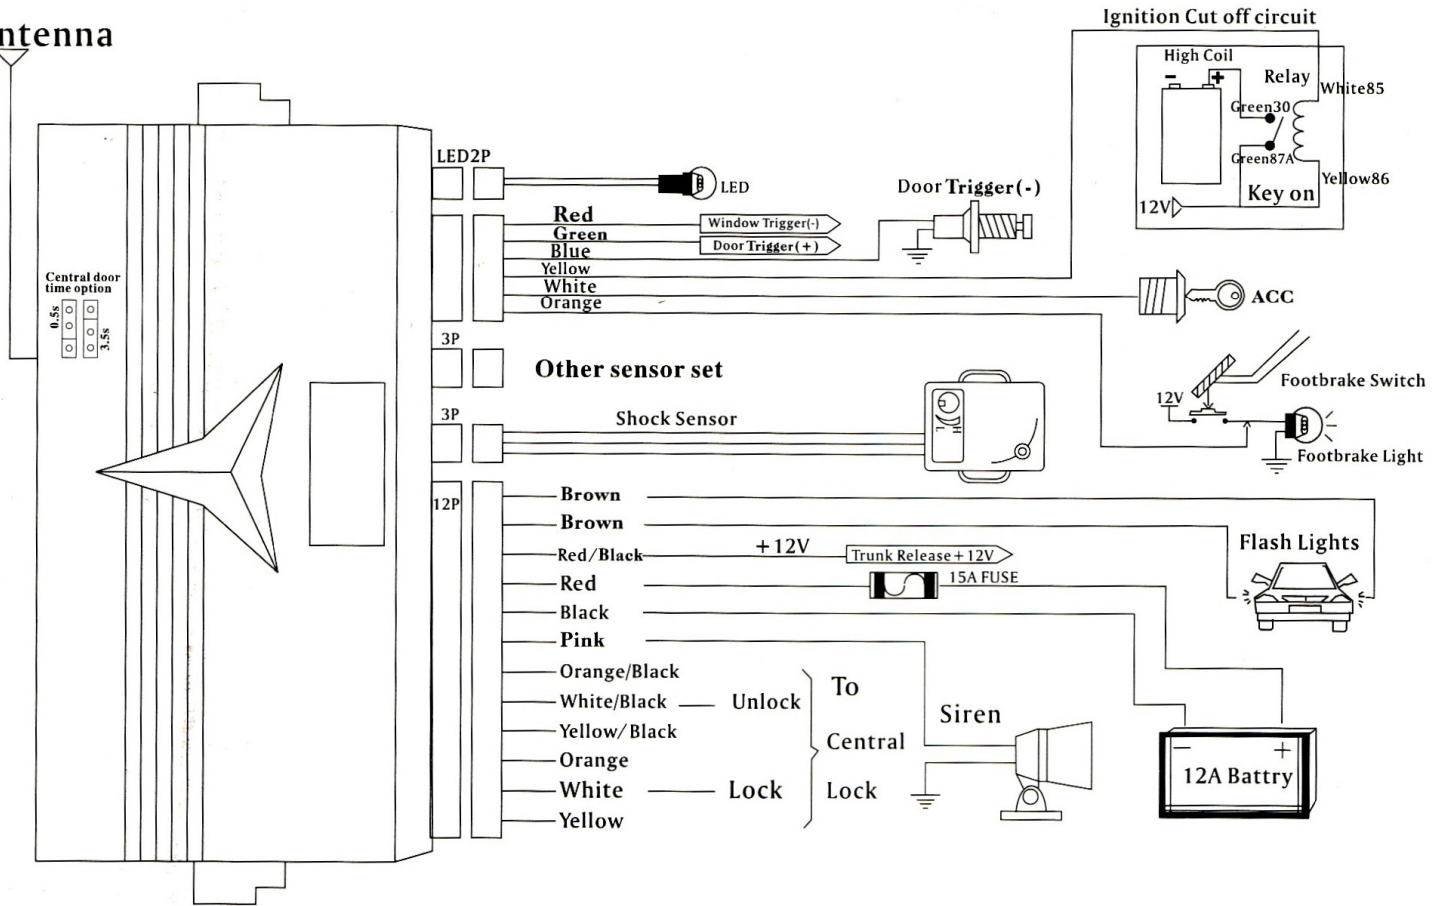 ntenna
Ignition Cut off circuit
High Coil
- +
Relay
White85
Green30
Green87A
Yellow86
Key on
12V
LED2P
LED
Door Trigger(-)
Red
Window Trigger(-)
Green
Door Trigger(+)
Blue
Yellow
White
Orange
ACC
Central door
time option
0.5s
3.5s
3P
Other sensor set
3P
Shock Sensor
H
L
12V
Footbrake Switch
Footbrake Light
12P
Brown
Brown
Flash Lights
Red/Black
+12V
Trunk Release+12V
Red
15A FUSE
Black
Pink
Orange/Black
White/Black
Unlock
Yellow/Black
Orange
White
Lock
Yellow
To
Central
Lock
Siren
- +
12A Battry